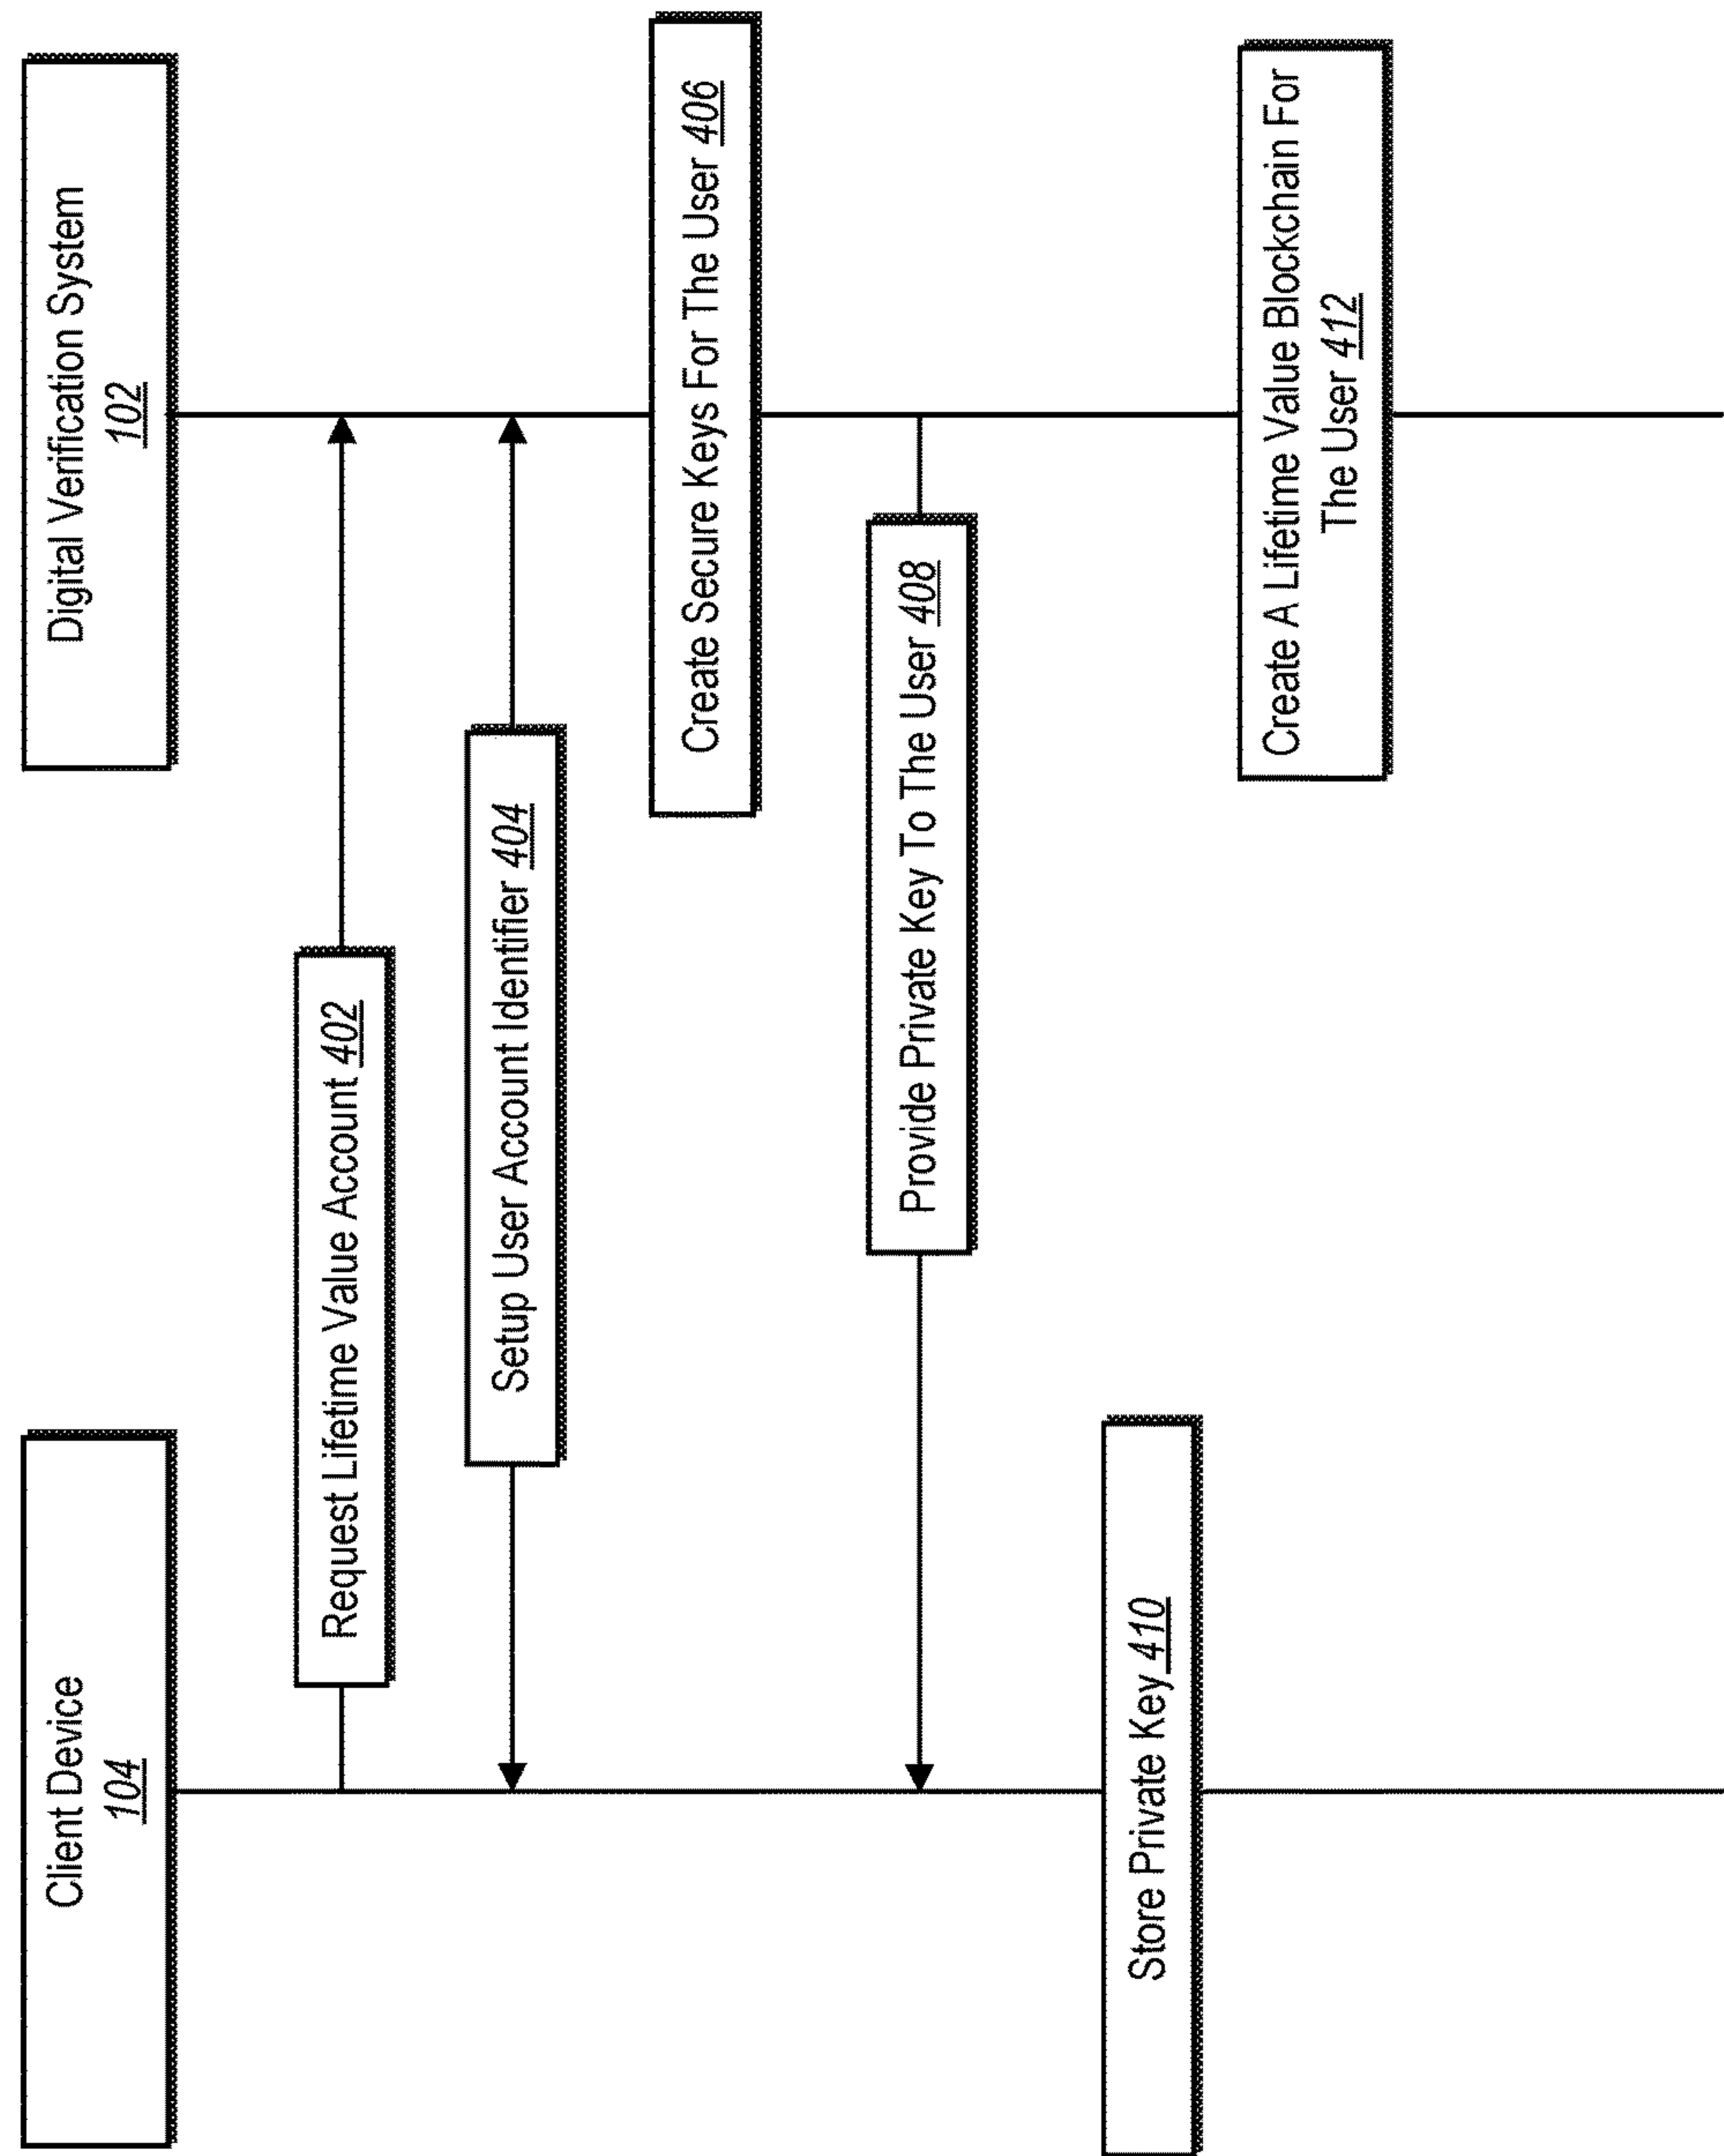 Client Device
104
Digital Verification System
102
Request Lifetime Value Account 402
Setup User Account Identifier 404
Create Secure Keys For The User 406
Provide Private Key To The User 408
Store Private Key 410
Create A Lifetime Value Blockchain For
The User 412